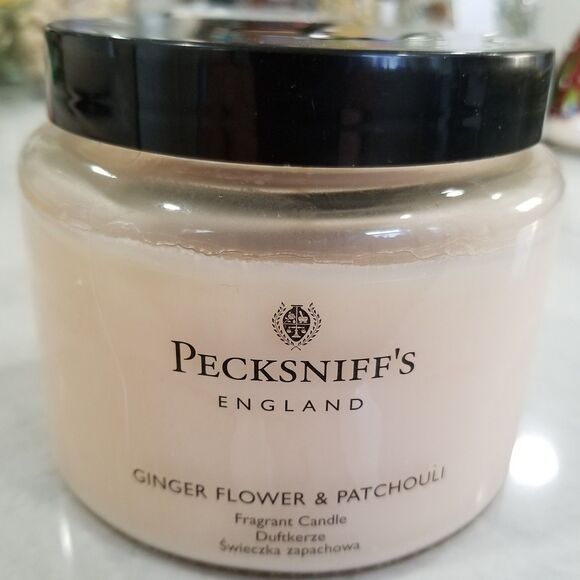 PECKSNIFF'S
ENGLAND
GINGER FLOWER & PATCHOULI
Fragrant Candle
Duftkerze
Świeczka zapachowa